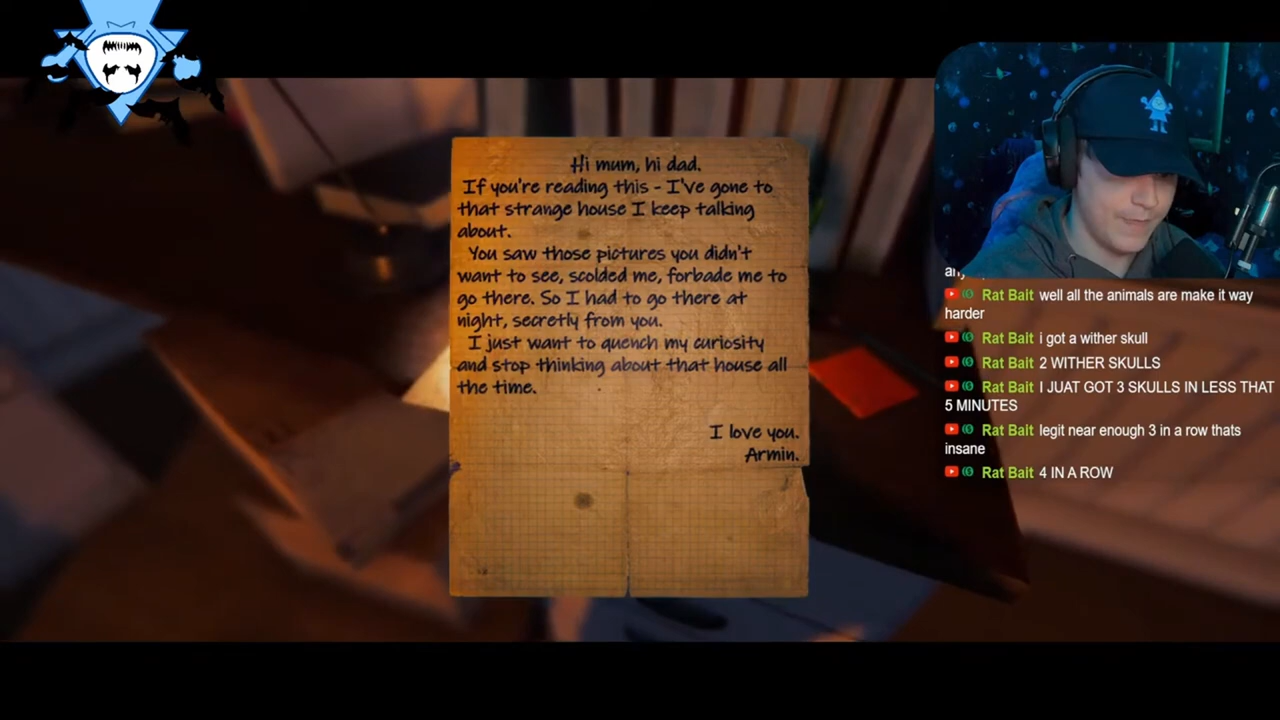 Hi mum, hi dad.
If you're reading this - I've gone to
that strange house I keep talking
about.
You saw those pictures you didn't
want to see, scolded me, forbade me to
go there. So I had to go there at
night, secretly from you.
I just want to quench my curiosity
and stop thinking about that house all
the time.
I love you.
Armin.
Rat Bait well all the animals are make it way
harder
Rat Bait i got a wither skull
Rat Bait 2 WITHER SKULLS
Rat Bait I JUAT GOT 3 SKULLS IN LESS THAT
5 MINUTES
Rat Bait legit near enough 3 in a row thats
insane
Rat Bait 4 IN A ROW